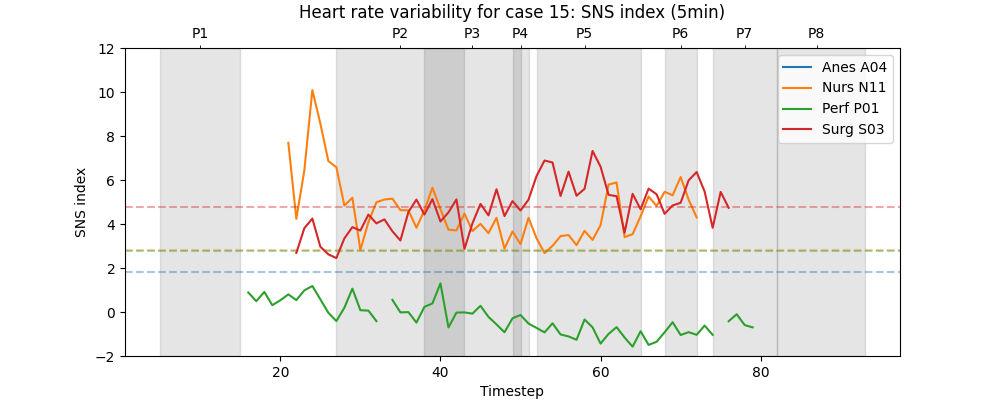 Heart rate variability for case 15: SNS index (5min)
P1 P2 P3 P4 P5 P6 P7 P8
12
10
8
6
4
2
0
−2
SNS index
Anes A04
Nurs N11
Perf P01
Surg S03
20 40 60 80
Timestep